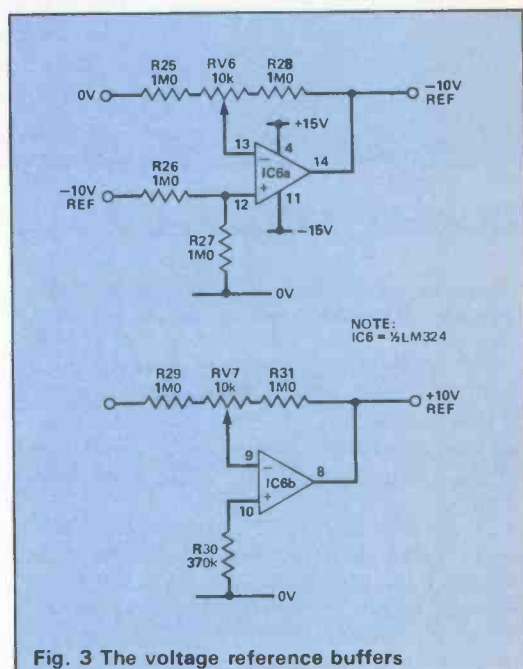 R25
1M0
RV6
10k
R28
1M0
0V
-10V
REF
+15V
13
4
-
IC6a
14
+
12
11
-15V
-10V
REF
R26
1M0
R27
1M0
0V
NOTE:
IC6 = ½LM324
R29
1M0
RV7
10k
R31
1M0
+10V
REF
9
-
IC6b
8
+
10
R30
370k
0V
Fig. 3 The voltage reference buffers